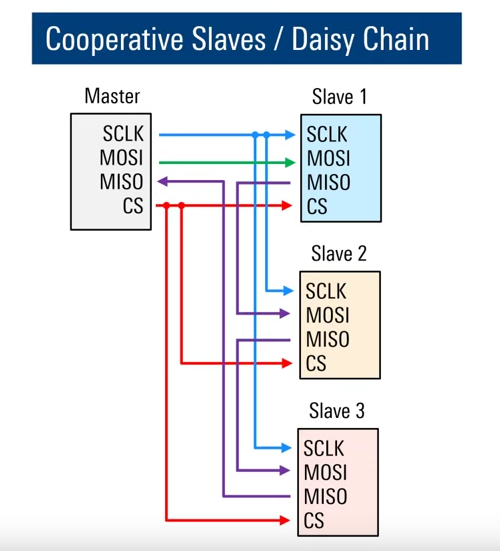 Cooperative Slaves / Daisy Chain
Master
SCLK
MOSI
MISO
CS
Slave 1
SCLK
MOSI
MISO
CS
Slave 2
SCLK
MOSI
MISO
CS
Slave 3
SCLK
MOSI
MISO
CS